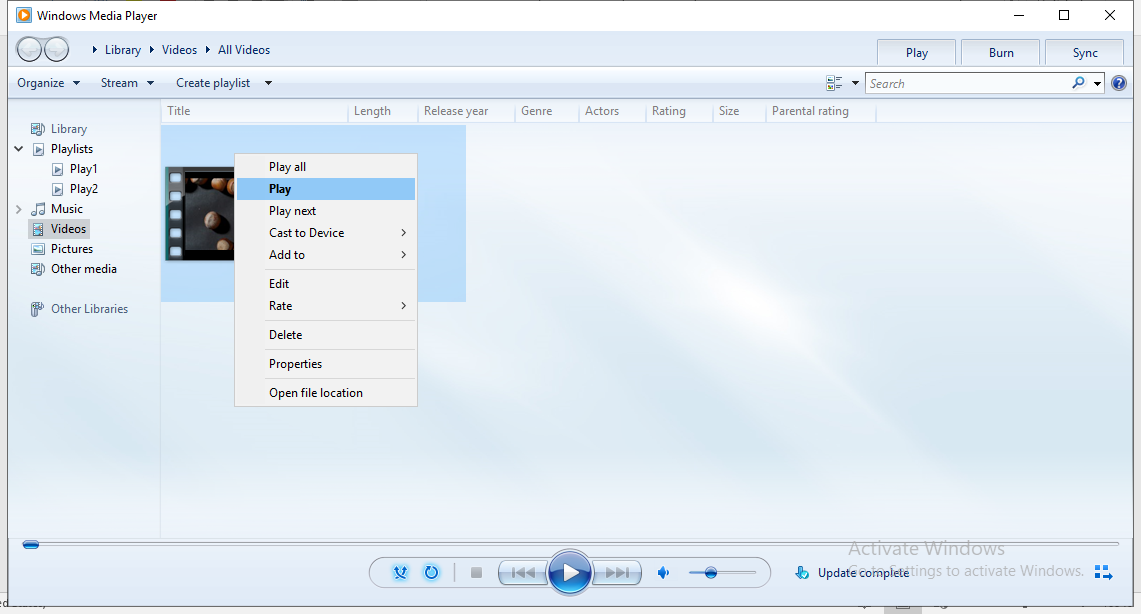 Windows Media Player
Library Videos All Videos
Play Burn Sync
Organize Stream Create playlist Search
Title Length Release year Genre Actors Rating Size Parental rating
Library
Playlists
Play1
Play2
Music
Videos
Pictures
Other media
Other Libraries
Play all
Play
Play next
Cast to Device
Add to
Edit
Rate
Delete
Properties
Open file location
Activate Windows
Go to Settings to activate Windows.
Update complete